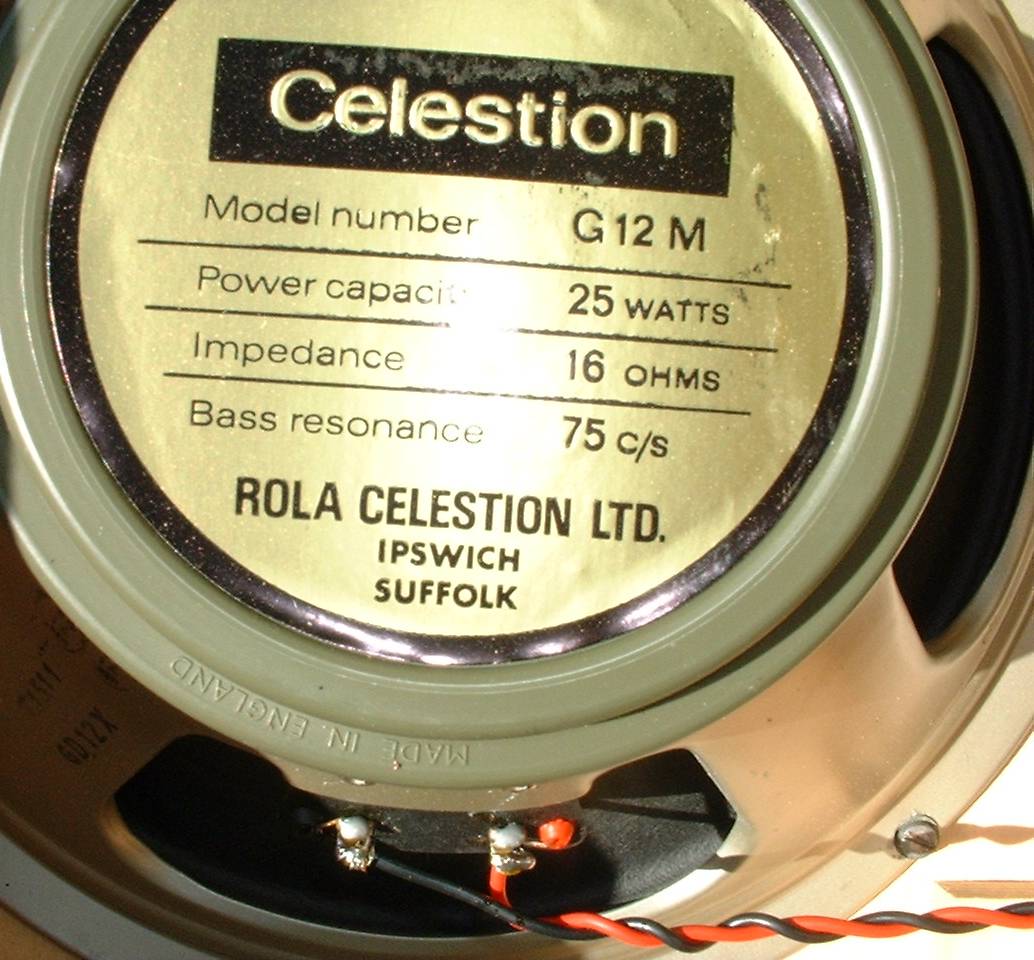 Celestion
Model number G12 M
Power capacity 25 WATTS
Impedance 16 OHMS
Bass resonance 75 c/s
ROLA CELESTION LTD.
IPSWICH
SUFFOLK
MADE IN ENGLAND